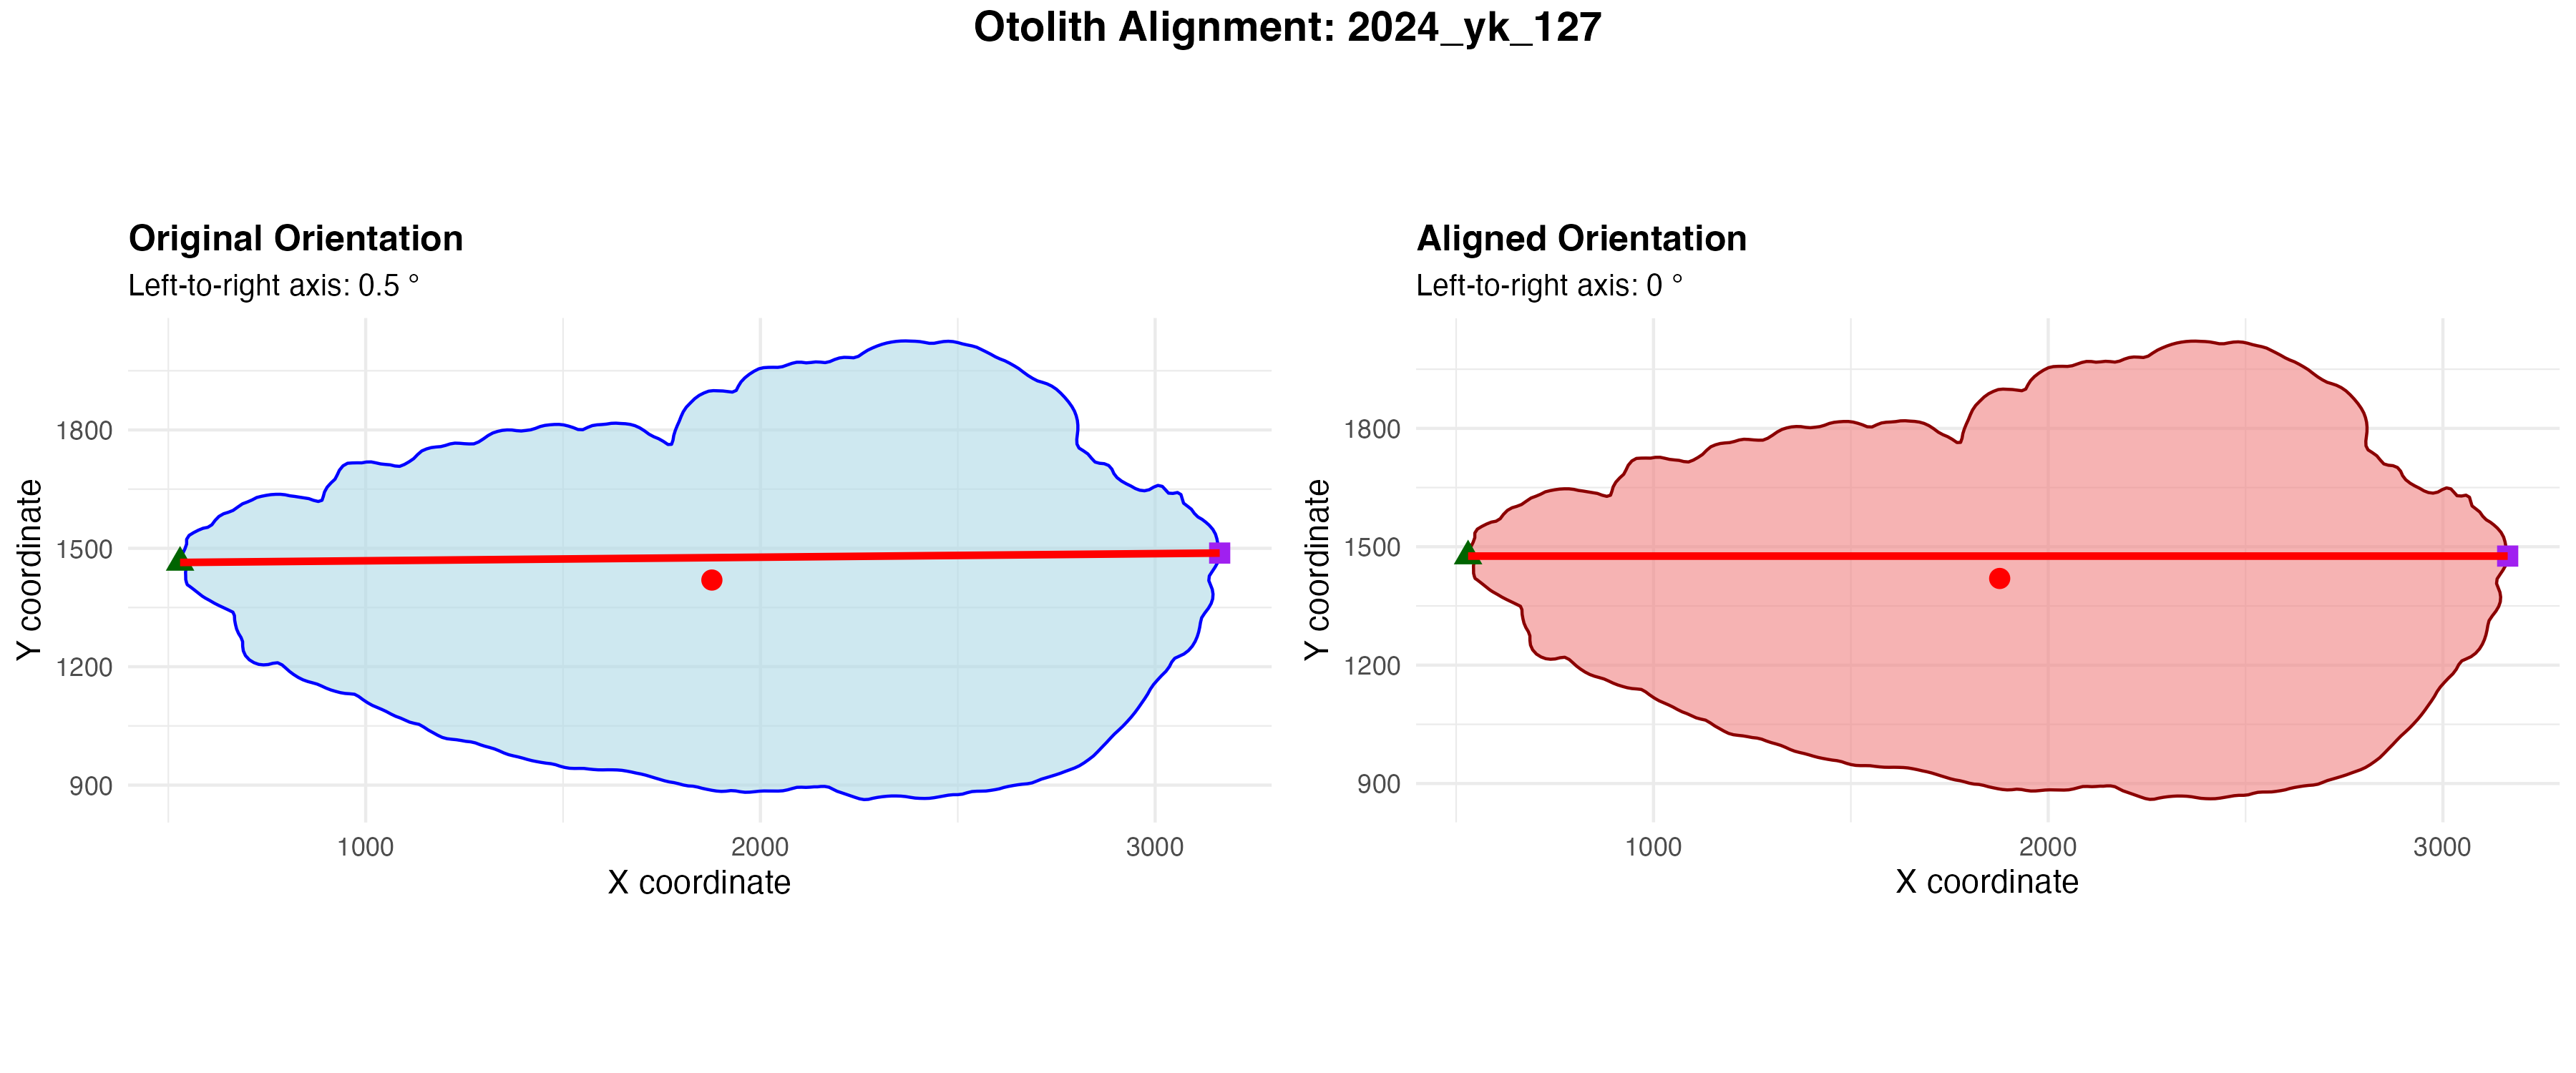 Otolith Alignment: 2024_yk_127
Original Orientation
Left-to-right axis: 0.5 °
Y coordinate
1800
1500
1200
900
1000 2000 3000
X coordinate
Aligned Orientation
Left-to-right axis: 0 °
Y coordinate
1800
1500
1200
900
1000 2000 3000
X coordinate